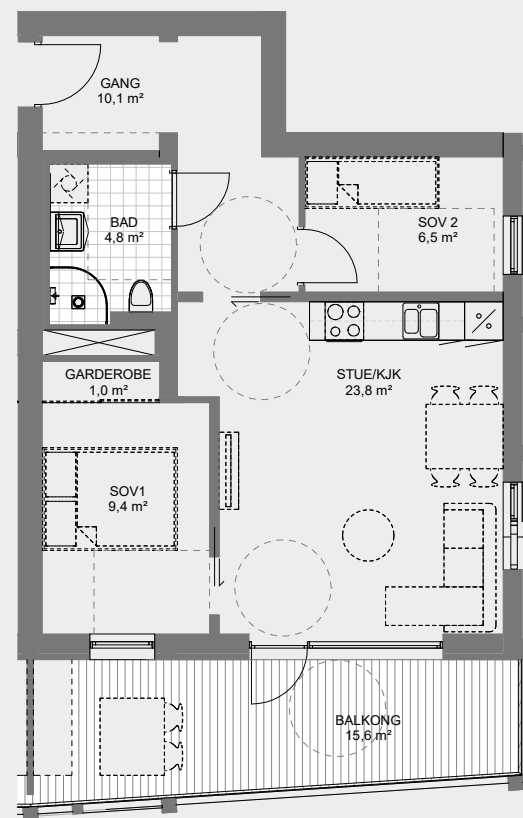 GANG
10,1 m²
BAD
4,8 m²
SOV 2
6,5 m²
GARDEROBE
1,0 m²
STUE/KJK
23,8 m²
SOV1
9,4 m²
BALKONG
15,6 m²